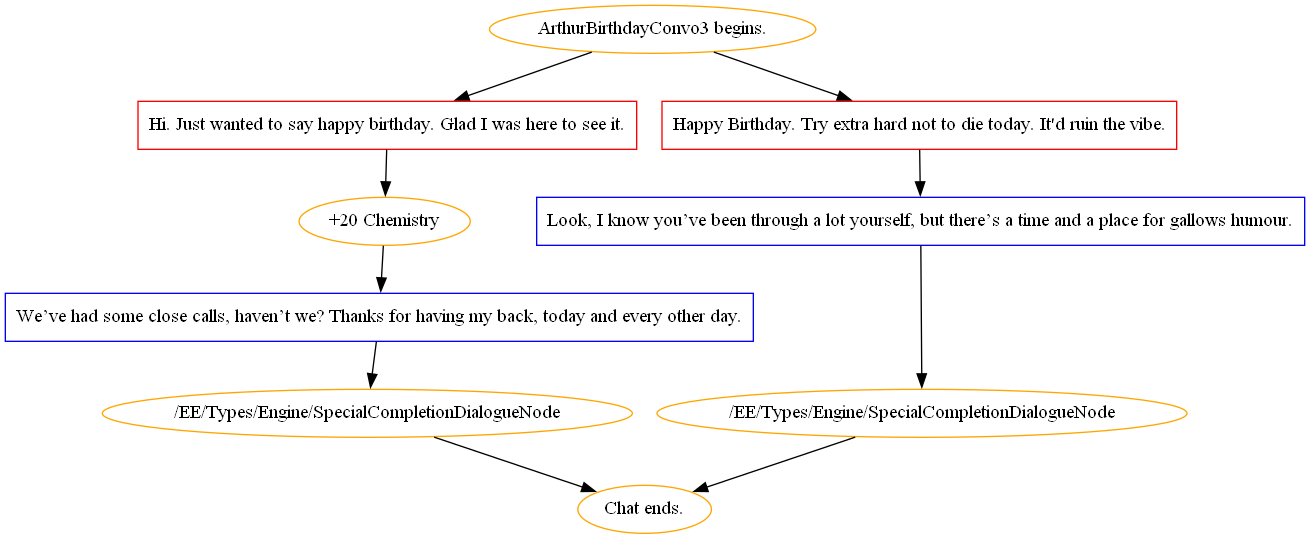 ArthurBirthdayConvo3 begins.
Hi. Just wanted to say happy birthday. Glad I was here to see it.
Happy Birthday. Try extra hard not to die today. It'd ruin the vibe.
+20 Chemistry
Look, I know you’ve been through a lot yourself, but there’s a time and a place for gallows humour.
We’ve had some close calls, haven’t we? Thanks for having my back, today and every other day.
/EE/Types/Engine/SpecialCompletionDialogueNode
/EE/Types/Engine/SpecialCompletionDialogueNode
Chat ends.